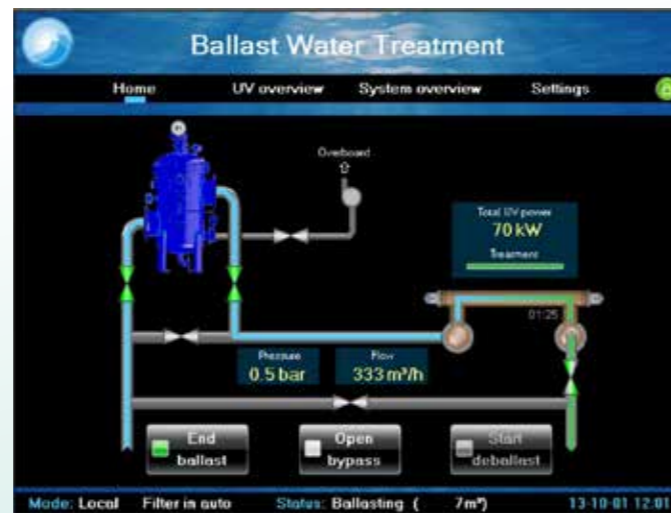 Ballast Water Treatment
Home UV overview System overview Settings
Overboard
Total UV power
70 kW
Treatment
01:25
Pressure Flow
0.5 bar 333 m³/h
End ballast
Open bypass
Start deballast
Mode: Local Filter in auto Status: Ballasting ( 7m³) 13-10-01 12:01